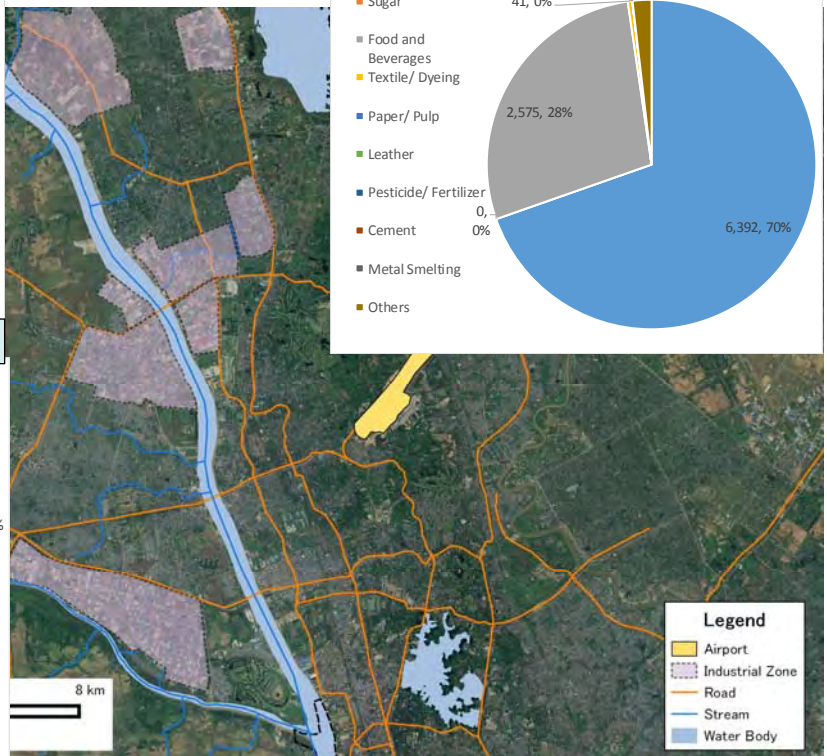 Sugar
41, 0%
Food and
Beverages
Textile/ Dyeing
2,575, 28%
Paper/ Pulp
Leather
Pesticide/ Fertilizer
0,
0%
Cement
6,392, 70%
Metal Smelting
Others
%
Legend
Airport
Industrial Zone
Road
Stream
Water Body
8 km